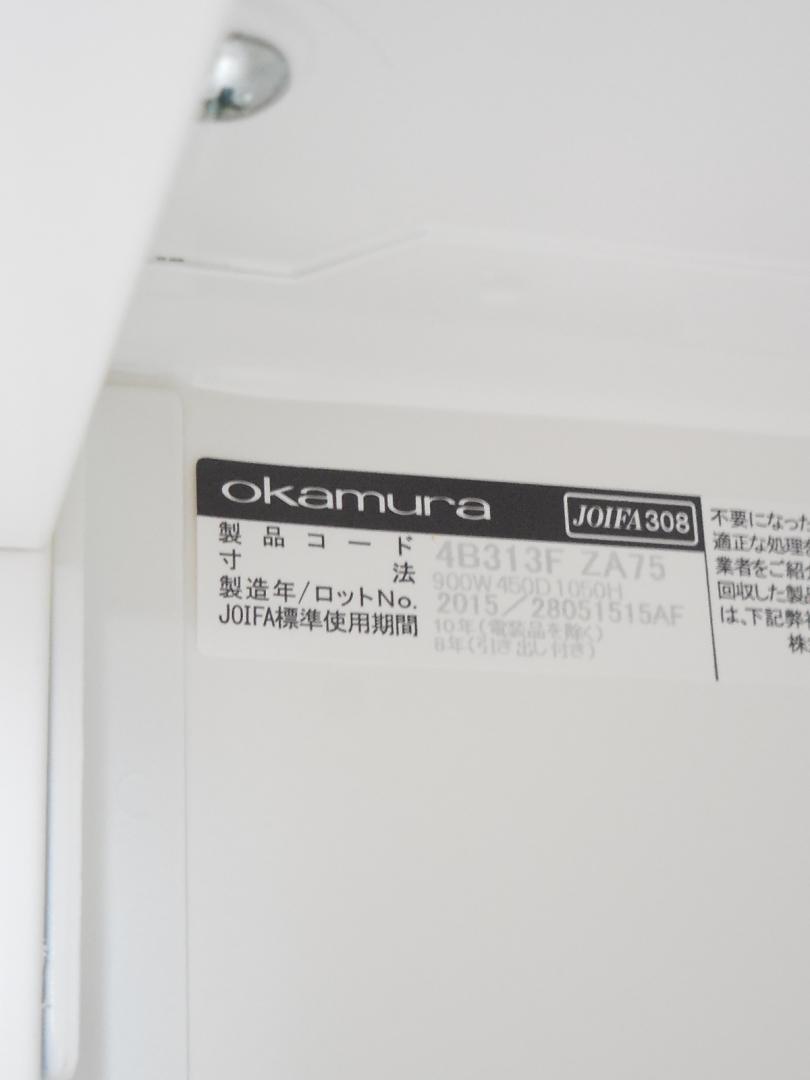 okamura JOIFA308
製品コード 4B313F ZA75
寸法 900W450D1050H
製造年/ロットNo. 2015/28051515AF
JOIFA標準使用期間 10年(電装品を除く)
8年(引き出し付き)
不要になった
適正な処理を
業者をご紹介
回収した製品
は、下記弊社
株